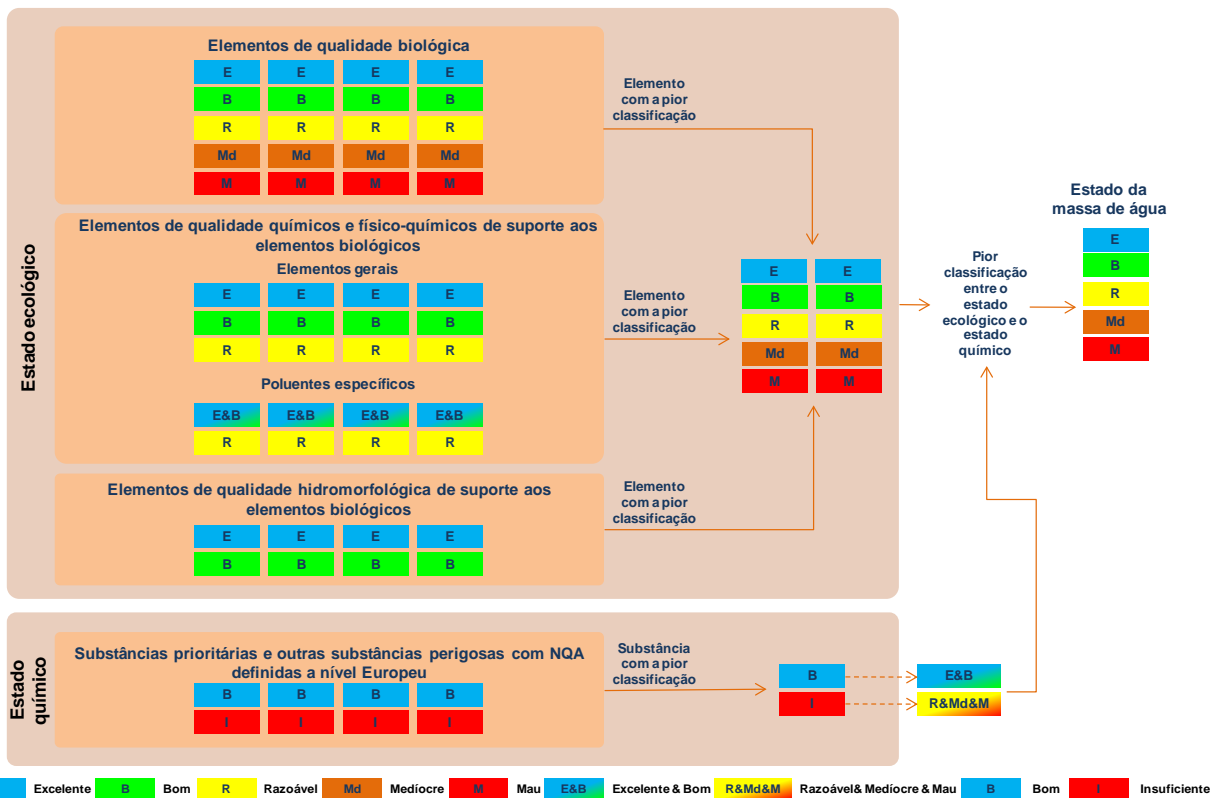 Estado ecológico
Elementos de qualidade biológica
E E E E
B B B B
R R R R
Md Md Md Md
M M M M
Elemento
com a pior
classificação
Elementos de qualidade químicos e físico-químicos de suporte aos
elementos biológicos
Elementos gerais
E E E E
B B B B
R R R R
Poluentes específicos
E&B E&B E&B E&B
R R R R
Elemento
com a pior
classificação
Elementos de qualidade hidromorfológica de suporte aos
elementos biológicos
E E E E
B B B B
Elemento
com a pior
classificação
E E
B B
R R
Md Md
M M
Pior
classificação
entre o
estado
ecológico e o
estado
químico
Estado da
massa de água
E
B
R
Md
M
Estado
químico
Substâncias prioritárias e outras substâncias perigosas com NQA
definidas a nível Europeu
B B B B
I I I I
Substância
com a pior
classificação
B
I
E&B
R&Md&M
Excelente B Bom R Razoável Md Medíocre M Mau E&B Excelente & Bom R&Md&M Razoável& Medíocre & Mau B Bom I Insuficiente